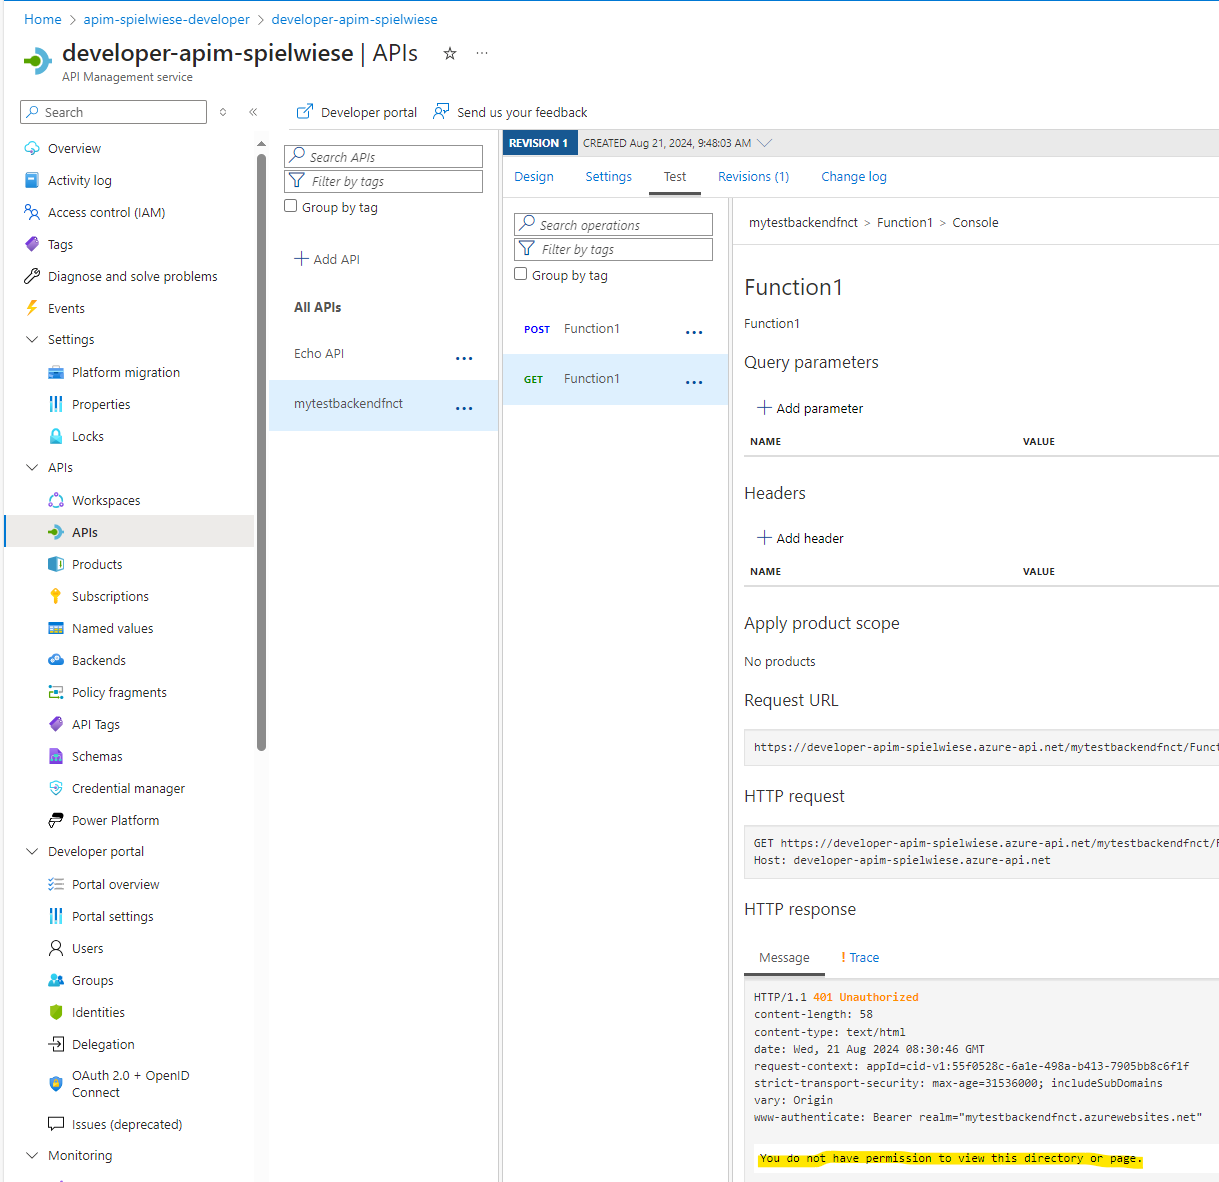 Home > apim-spielwiese-developer > developer-apim-spielwiese
developer-apim-spielwiese | APIs
API Management service
Search
Overview
Activity log
Access control (IAM)
Tags
Diagnose and solve problems
Events
Settings
Platform migration
Properties
Locks
APIs
Workspaces
APIs
Products
Subscriptions
Named values
Backends
Policy fragments
API Tags
Schemas
Credential manager
Power Platform
Developer portal
Portal overview
Portal settings
Users
Groups
Identities
Delegation
OAuth 2.0 + OpenID
Connect
Issues (deprecated)
Monitoring
Developer portal
Send us your feedback
Search APIs
Filter by tags
Group by tag
Add API
All APIs
Echo API
mytestbackendfnct
REVISION 1 CREATED Aug 21, 2024, 9:48:03 AM
Design Settings Test Revisions (1) Change log
Search operations
Filter by tags
Group by tag
POST Function1
GET Function1
mytestbackendfnct > Function1 > Console
Function1
Function1
Query parameters
Add parameter
NAME VALUE
Headers
Add header
NAME VALUE
Apply product scope
No products
Request URL
https://developer-apim-spielwiese.azure-api.net/mytestbackendfnct/Funct
HTTP request
GET https://developer-apim-spielwiese.azure-api.net/mytestbackendfnct/F
Host: developer-apim-spielwiese.azure-api.net
HTTP response
Message ! Trace
HTTP/1.1 401 Unauthorized
content-length: 58
content-type: text/html
date: Wed, 21 Aug 2024 08:30:46 GMT
request-context: appId=cid-v1:55f0528c-6a1e-498a-b413-7905bb8c6f1f
strict-transport-security: max-age=31536000; includeSubDomains
vary: Origin
www-authenticate: Bearer realm="mytestbackendfnct.azurewebsites.net"
You do not have permission to view this directory or page.